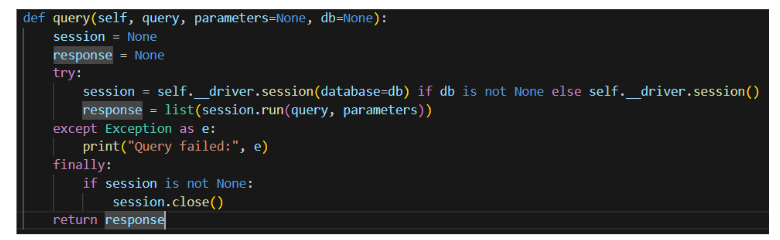 def query(self, query, parameters=None, db=None):
    session = None
    response = None
    try:
        session = self.__driver.session(database=db) if db is not None else self.__driver.session()
        response = list(session.run(query, parameters))
    except Exception as e:
        print("Query failed:", e)
    finally:
        if session is not None:
            session.close()
    return response